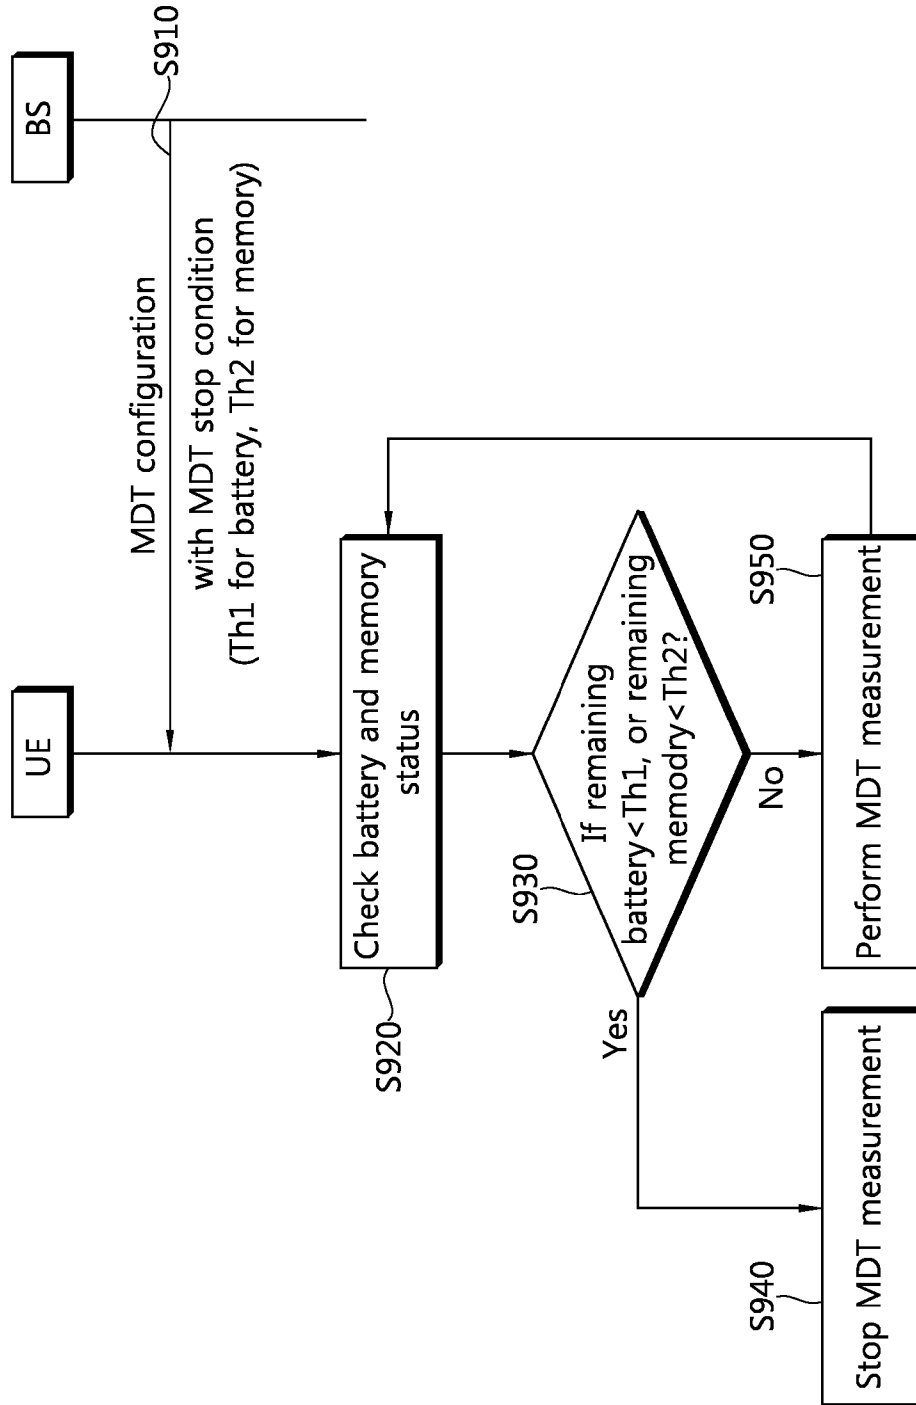 UE
BS
MDT configuration
S910
with MDT stop condition
(Th1 for battery, Th2 for memory)
S920
Check battery and memory
status
S930
If remaining
battery<Th1, or remaining
memodry<Th2?
Yes
No
S940
Stop MDT measurement
S950
Perform MDT measurement